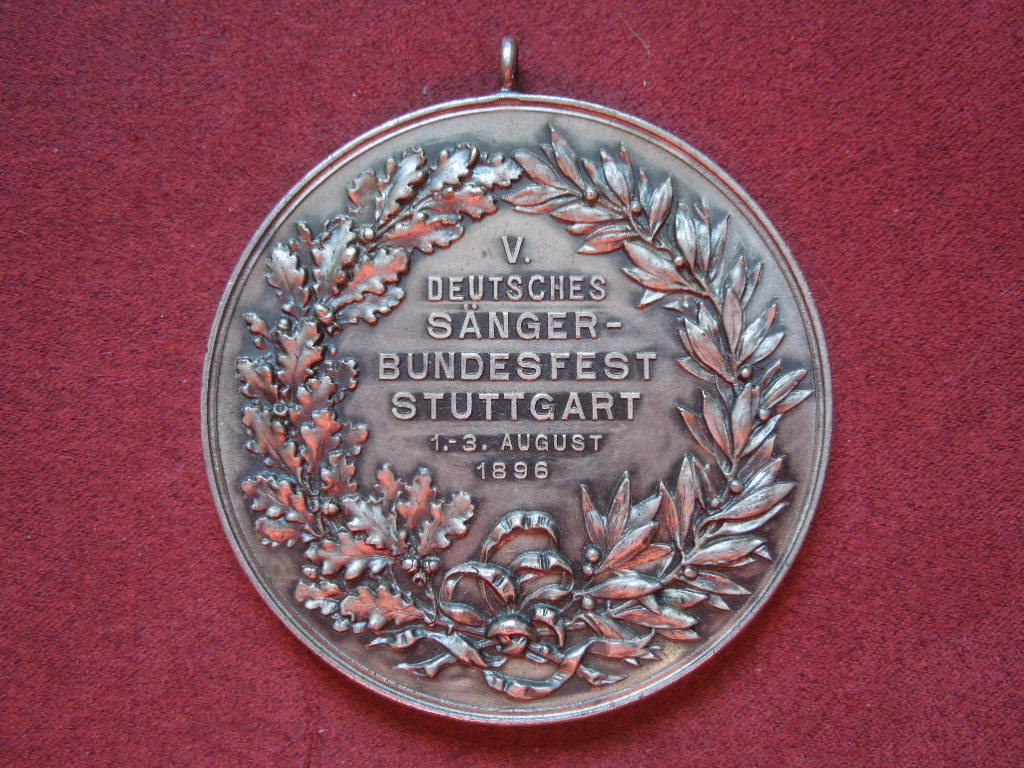 V.
DEUTSCHES
SÄNGER-
BUNDESFEST
STUTTGART
1.-3. AUGUST
1896